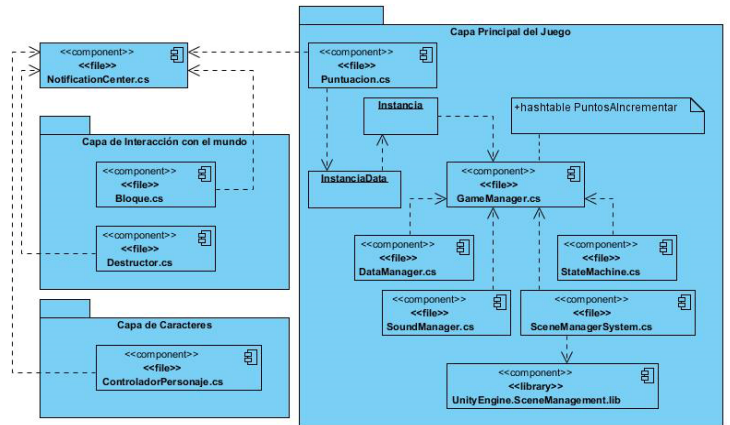 Capa Principal del Juego
<<component>>
<<file>>
NotificationCenter.cs
<<component>>
<<file>>
Puntuacion.cs
Instancia
+hashtable PuntosAIncrementar
Capa de Interacción con el mundo
<<component>>
<<file>>
Bloque.cs
InstanciaData
<<component>>
<<file>>
GameManager.cs
<<component>>
<<file>>
Destructor.cs
<<component>>
<<file>>
DataManager.cs
<<component>>
<<file>>
StateMachine.cs
<<component>>
<<file>>
SoundManager.cs
<<component>>
<<file>>
SceneManagerSystem.cs
Capa de Caracteres
<<component>>
<<file>>
ControladorPersonaje.cs
<<component>>
<<library>>
UnityEngine.SceneManagement.lib